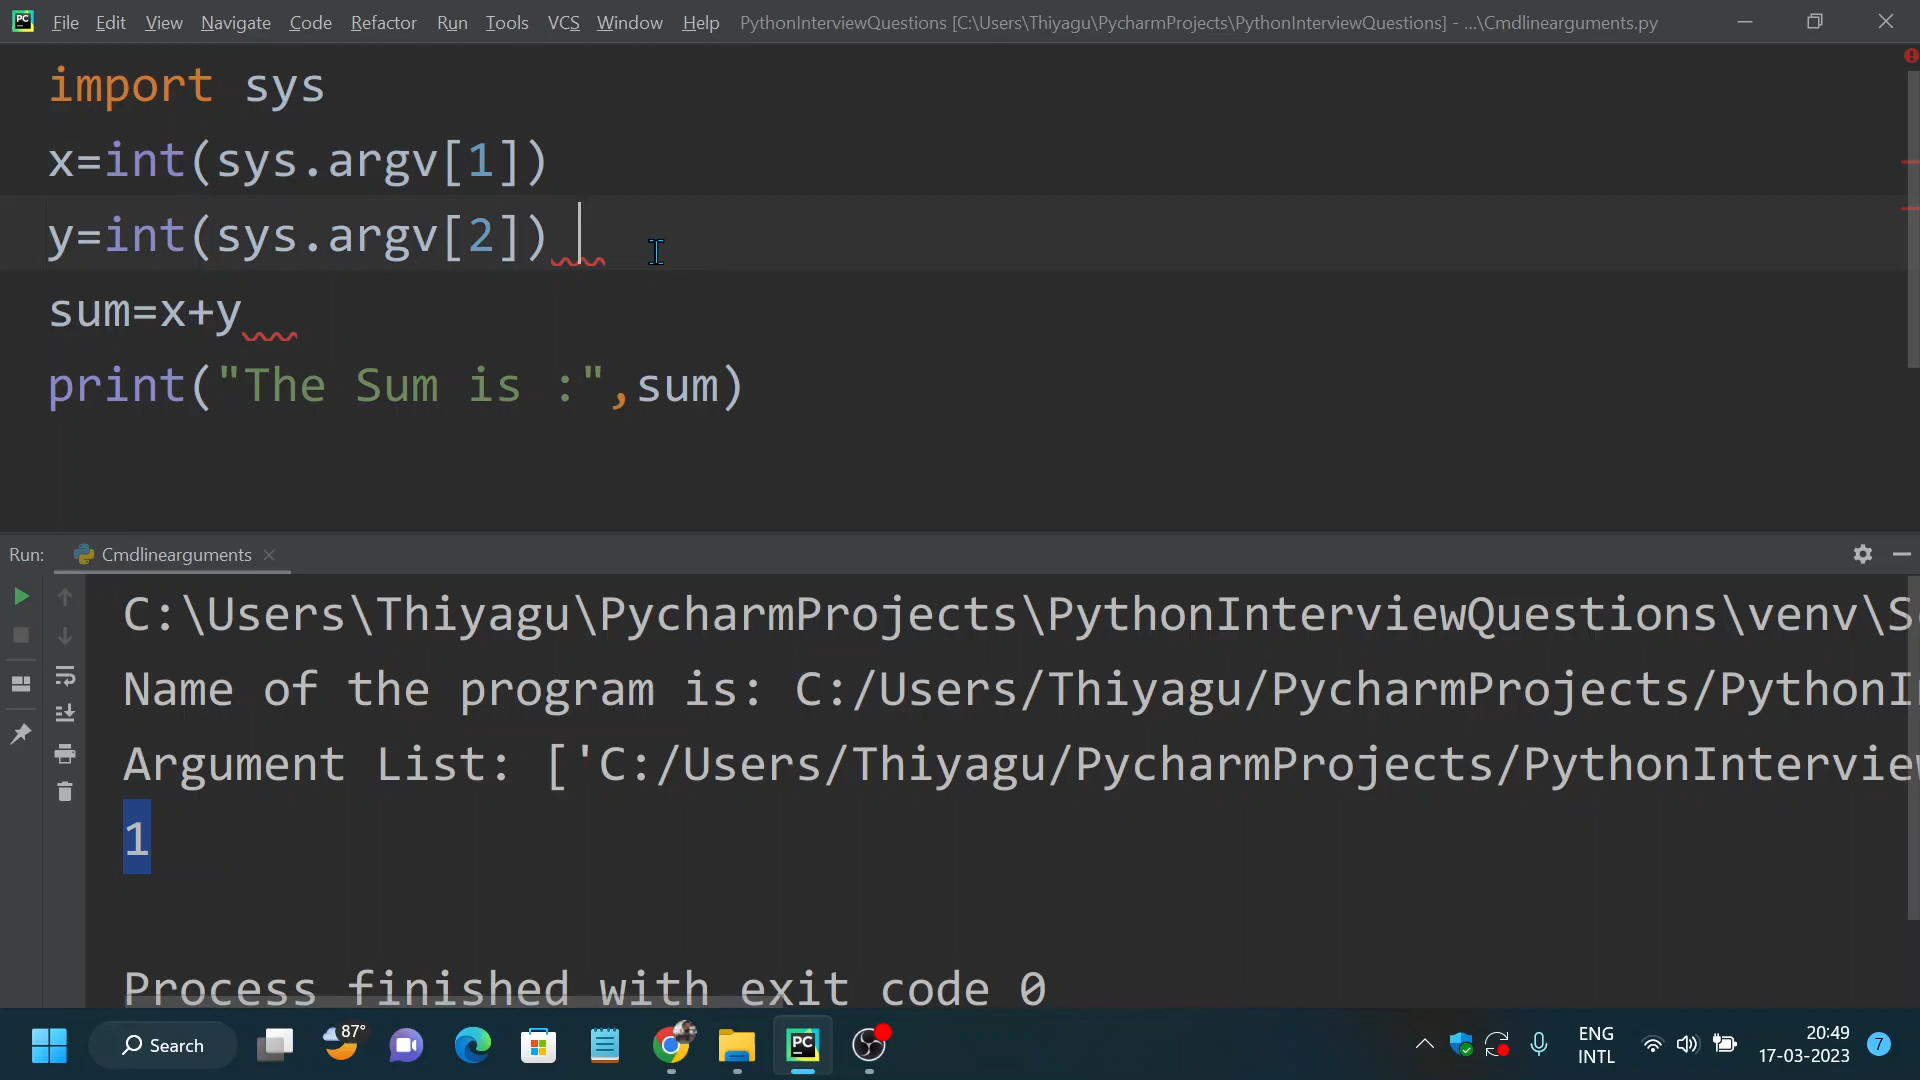 File Edit View Navigate Code Refactor Run Tools VCS Window Help PythonInterviewQuestions [C:\Users\Thiyagu\PycharmProjects\PythonInterviewQuestions] - ...\Cmdlinearguments.py
import sys
x=int(sys.argv[1])
y=int(sys.argv[2])
sum=x+y
print("The Sum is :",sum)
Run: Cmdlinearguments
C:\Users\Thiyagu\PycharmProjects\PythonInterviewQuestions\venv\S
Name of the program is: C:/Users/Thiyagu/PycharmProjects/PythonI
Argument List: ['C:/Users/Thiyagu/PycharmProjects/PythonIntervie
1
Process finished with exit code 0
PC
87°
Search
PC
ENG
INTL
20:49
17-03-2023
7